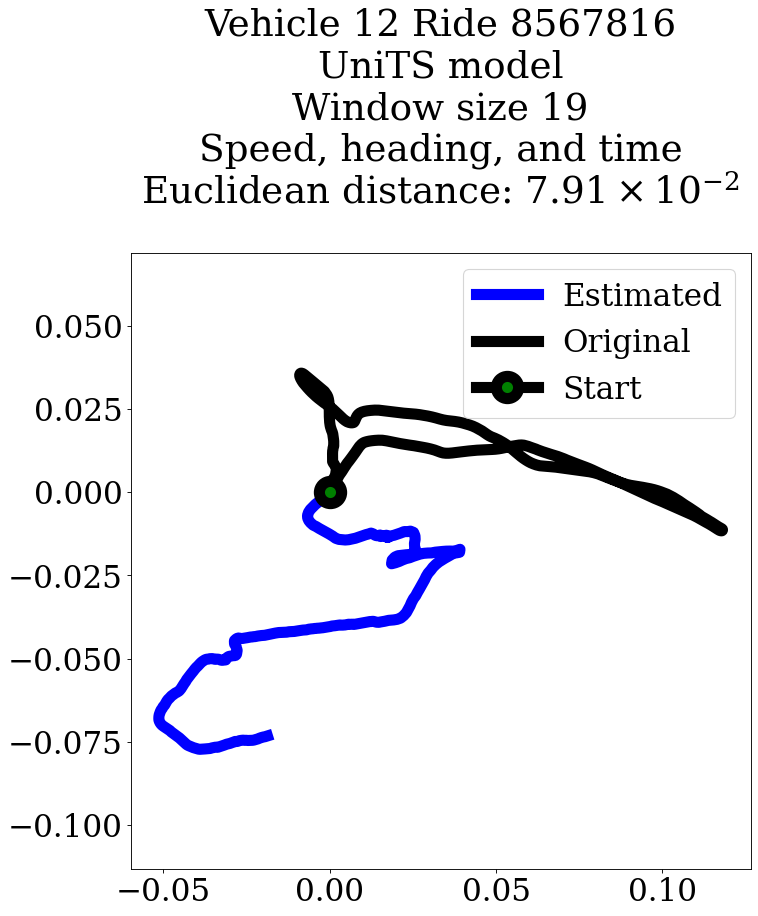 Vehicle 12 Ride 8567816
UniTS model
Window size 19
Speed, heading, and time
Euclidean distance: 7.91 × 10⁻²
Estimated
Original
Start
0.050
0.025
0.000
−0.025
−0.050
−0.075
−0.100
−0.05 0.00 0.05 0.10